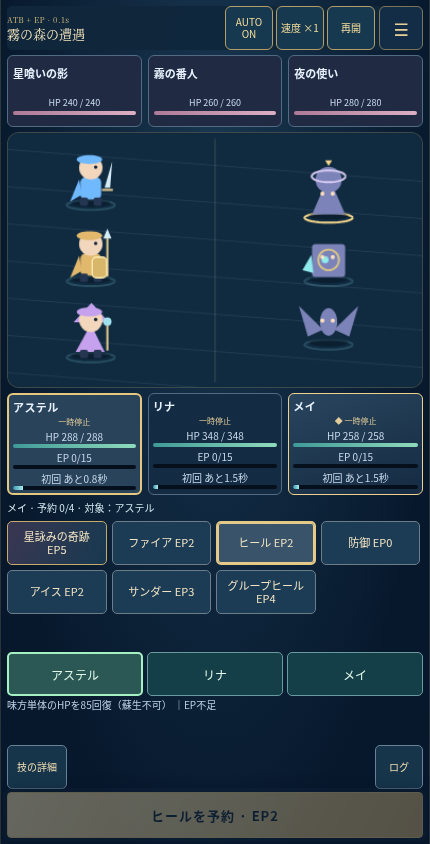 ATB + EP · 0.1s
霧の森の遭遇
AUTO ON
速度 ×1
再開
☰
星喰いの影
HP 240 / 240
霧の番人
HP 260 / 260
夜の使い
HP 280 / 280
アステル
一時停止
HP 288 / 288
EP 0/15
初回 あと0.8秒
リナ
一時停止
HP 348 / 348
EP 0/15
初回 あと1.5秒
メイ
◆ 一時停止
HP 258 / 258
EP 0/15
初回 あと1.5秒
メイ · 予約 0/4 · 対象：アステル
星詠みの奇跡
EP5
ファイア EP2
ヒール EP2
防御 EP0
アイス EP2
サンダー EP3
グループヒール
EP4
アステル
リナ
メイ
味方単体のHPを85回復（蘇生不可）｜EP不足
技の詳細
ログ
ヒールを予約 · EP2